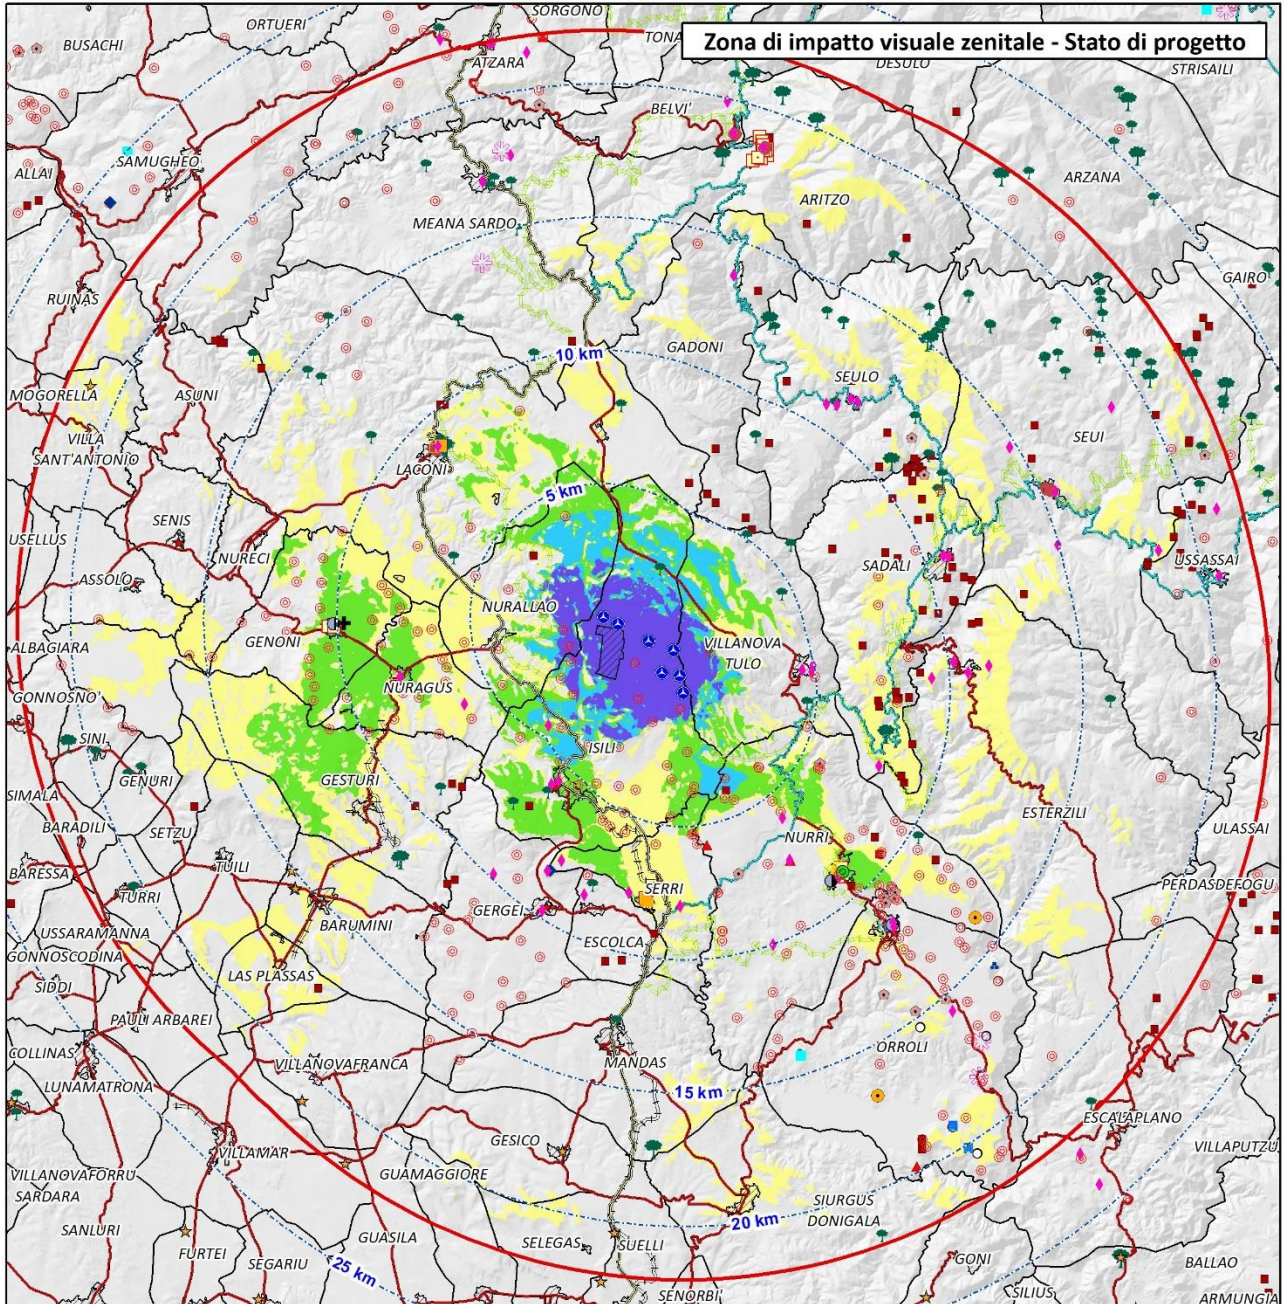 SORGONO
ORTUERI
TONA
Zona di impatto visuale zenitale - Stato di progetto
BUSACHI
ATZARA
DESULO
STRISAILI
BELVI'
SAMUGHEO
ALLAI
ARZANA
ARITZO
MEANA SARDO
GAIRO
RUINAS
10 km
GADONI
SEULO
MOGORELLA
ASUNI
VILLA
SANT'ANTONIO
SEUI
LACONI
5 km
SENIS
USELLUS
NURECI
ASSOLO
USSASSAI
SADALI
NURALLAO
GENONI
VILLANOVA
TULO
ALBAGIARA
NURAGUS
GONNOSNO'
SINI
ISILI
GENURI
GESTURI
SIMALA
BARADILI
SETZU
ESTERZILI
ULASSAI
NURRI
BARESSA
TUILI
TURRI
SERRI
PERDASDEFOGU
BARUMINI
GERGEI
USSARAMANNA
ESCOLCA
GONNOSCODINA
LAS PLASSAS
SIDDI
PAULI ARBAREI
ORROLI
COLLINAS
VILLANOVAFRANCA
MANDAS
LUNAMATRONA
15 km
ESCALAPLANO
GESICO
VILLAPUTZU
VILLAMAR
GUAMAGGIORE
VILLANOVAFORRU
SARDARA
SIURGUS
DONIGALA
20 km
SANLURI
GUASILA
SELEGAS
SUELLI
FURTEI
SEGARIU
25 km
GONI
BALLAO
SENORBI'
SILIUS
ARMUNGIA